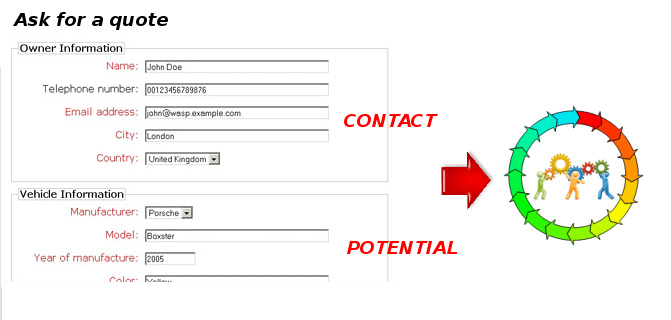 Ask for a quote
Owner Information
Name: John Doe
Telephone number: 00123456789876
Email address: john@wasp.example.com
CONTACT
City: London
Country: United Kingdom
Vehicle Information
Manufacturer: Porsche
Model: Boxster
POTENTIAL
Year of manufacture: 2005
Color: Yellow